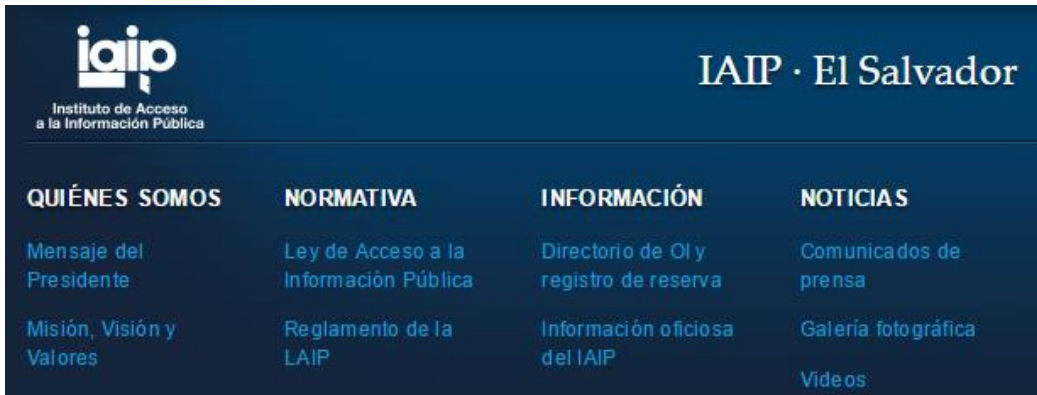 iaip
Instituto de Acceso
a la Información Pública
IAIP · El Salvador
QUIÉNES SOMOS
Mensaje del
Presidente
Misión, Visión y
Valores
NORMATIVA
Ley de Acceso a la
Información Pública
Reglamento de la
LAIP
INFORMACIÓN
Directorio de OI y
registro de reserva
Información oficiosa
del IAIP
NOTICIAS
Comunicados de
prensa
Galería fotográfica
Videos